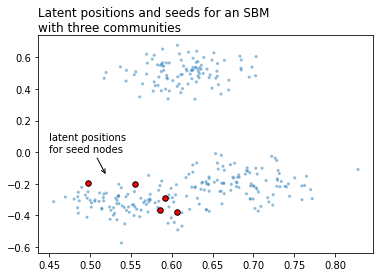 Latent positions and seeds for an SBM
with three communities
0.6
0.4
0.2
latent positions
for seed nodes
0.0
−0.2
−0.4
−0.6
0.45 0.50 0.55 0.60 0.65 0.70 0.75 0.80